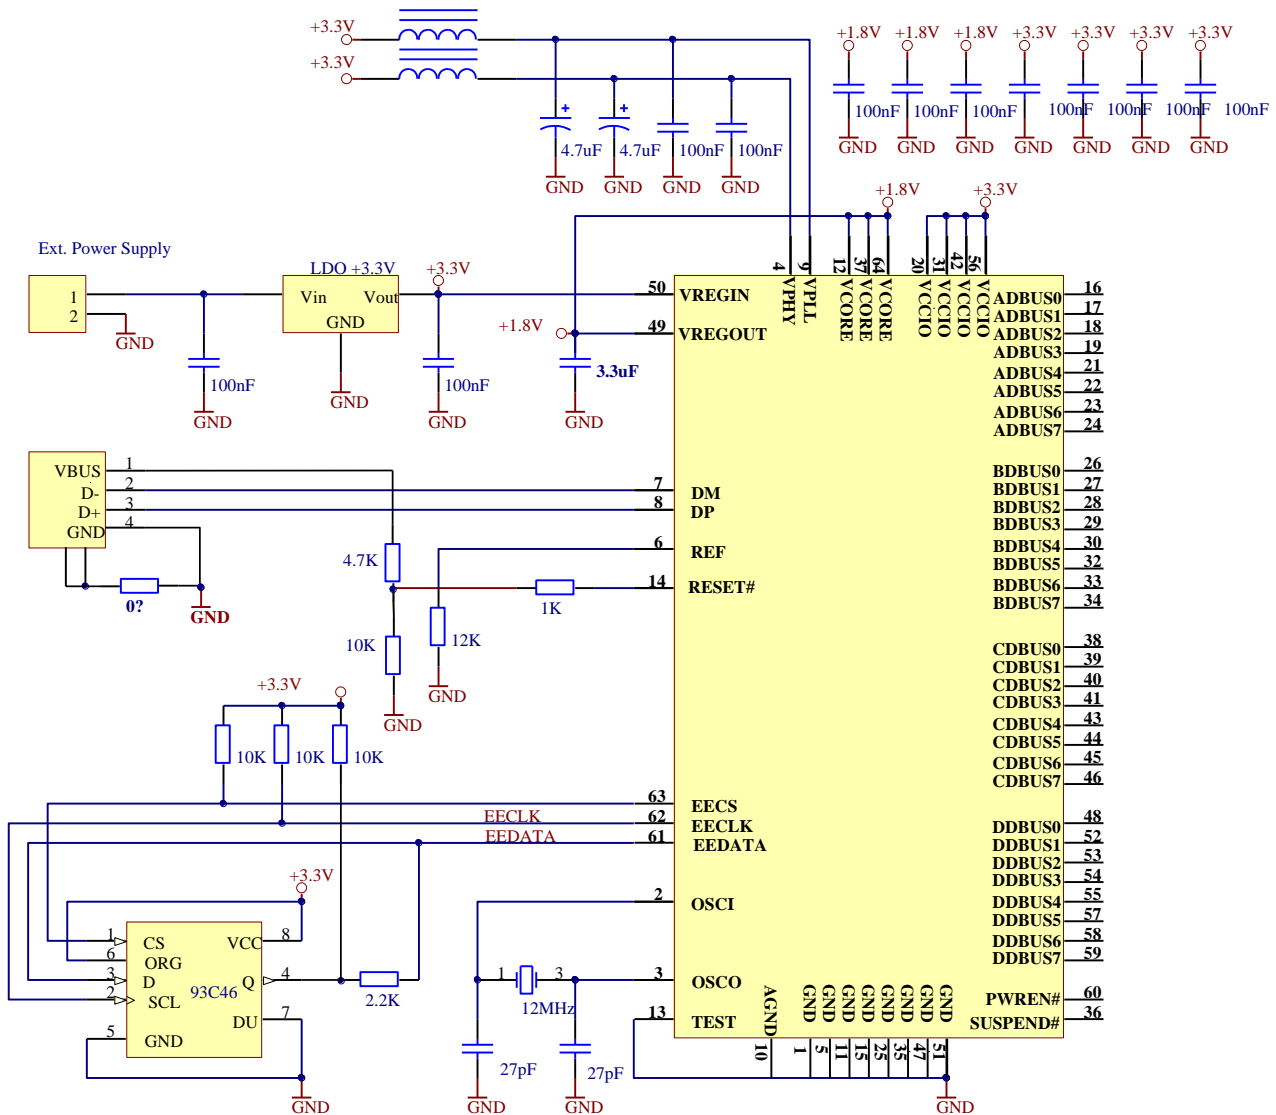 +3.3V
+3.3V
4.7uF 4.7uF 100nF 100nF
GND GND GND GND
+1.8V +1.8V +1.8V +3.3V +3.3V +3.3V +3.3V
100nF 100nF 100nF 100nF 100nF 100nF 100nF
GND GND GND GND GND GND GND
+1.8V +3.3V
Ext. Power Supply
1
2
GND
LDO +3.3V
Vin Vout
GND
+3.3V
100nF
GND
GND
100nF
GND
+1.8V
3.3uF
GND
50 VREGIN
49 VREGOUT
4 VPHY
9 VPLL
12 VCORE
37 VCORE
64 VCORE
20 VCCIO
31 VCCIO
42 VCCIO
56 VCCIO
VBUS 1
D- 2
D+ 3
GND 4
0?
GND
7 DM
8 DP
6 REF
14 RESET#
4.7K
10K
1K
12K
GND
GND
+3.3V
10K 10K 10K
63 EECS
EECLK 62 EECLK
EEDATA 61 EEDATA
2 OSCI
3 OSCO
13 TEST
+3.3V
1 CS
6 ORG
3 D
2 SCL
5 GND
93C46
VCC 8
Q 4
DU 7
2.2K
GND
1 3
12MHz
27pF 27pF
GND GND
ADBUS0 16
ADBUS1 17
ADBUS2 18
ADBUS3 19
ADBUS4 21
ADBUS5 22
ADBUS6 23
ADBUS7 24
BDBUS0 26
BDBUS1 27
BDBUS2 28
BDBUS3 29
BDBUS4 30
BDBUS5 32
BDBUS6 33
BDBUS7 34
CDBUS0 38
CDBUS1 39
CDBUS2 40
CDBUS3 41
CDBUS4 43
CDBUS5 44
CDBUS6 45
CDBUS7 46
DDBUS0 48
DDBUS1 52
DDBUS2 53
DDBUS3 54
DDBUS4 55
DDBUS5 57
DDBUS6 58
DDBUS7 59
PWREN# 60
SUSPEND# 36
AGND 10
GND 1
GND 5
GND 11
GND 15
GND 25
GND 35
GND 47
GND 51
GND